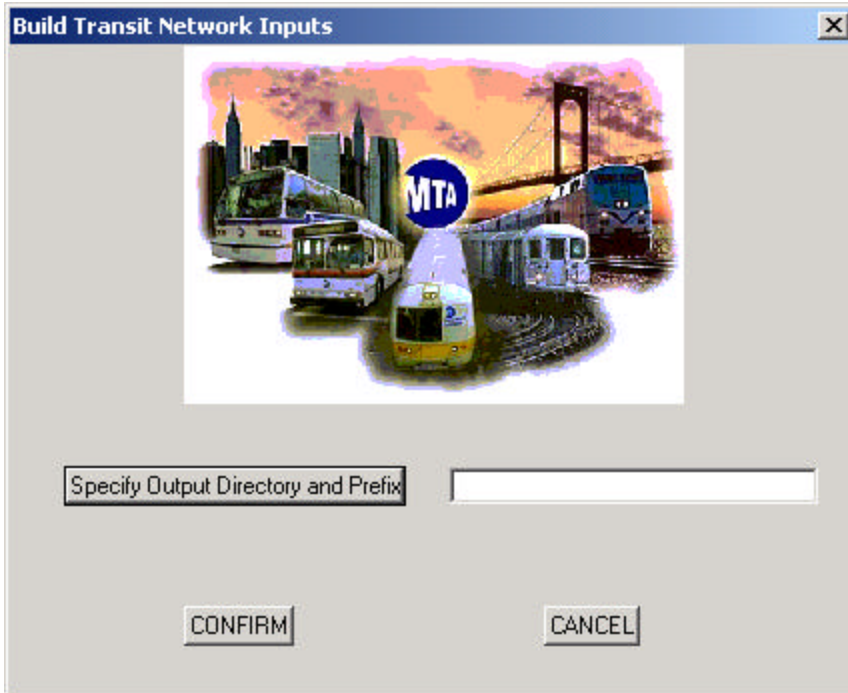 Build Transit Network Inputs
MTA
Specify Output Directory and Prefix
CONFIRM
CANCEL